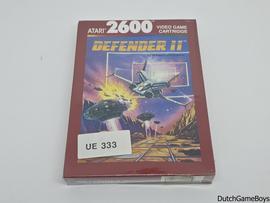 ATARI 2600 VIDEO GAME CARTRIDGE
DEFENDER II
UE 333
DutchGameBoys